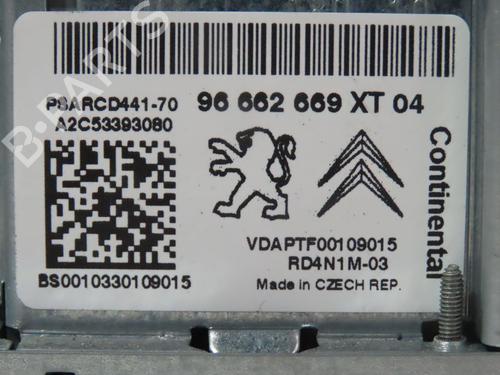 PSARCD441-70
96 662 669 XT 04
A2C53393080
Continental
VDAPTF00109015
RD4N1M-03
BS0010330109015
Made in CZECH REP.
B-PARTS